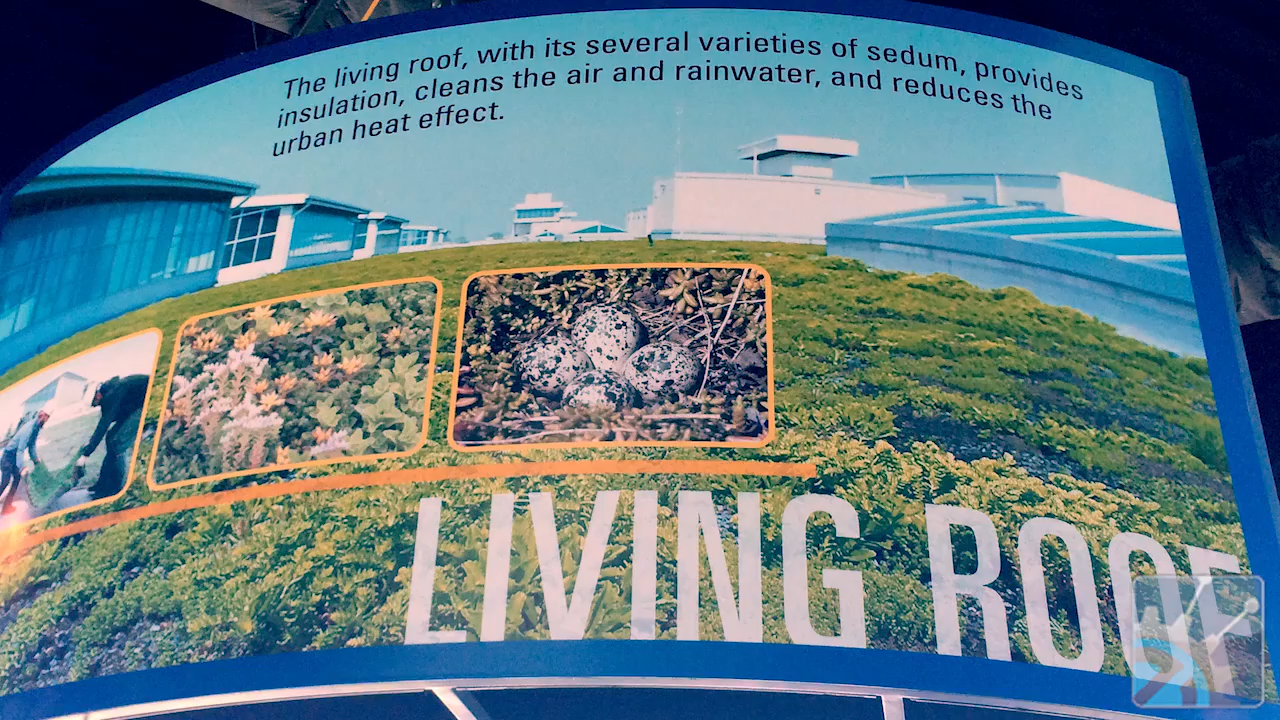 The living roof, with its several varieties of sedum, provides
insulation, cleans the air and rainwater, and reduces the
urban heat effect.
LIVING ROOF